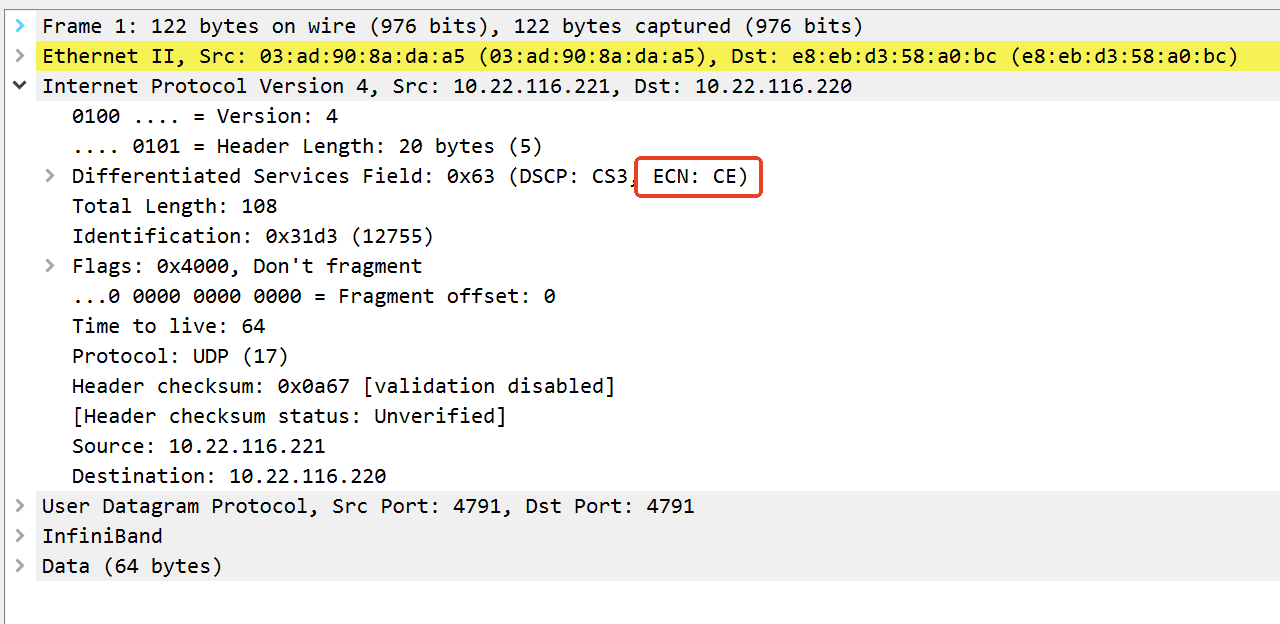 Frame 1: 122 bytes on wire (976 bits), 122 bytes captured (976 bits)
Ethernet II, Src: 03:ad:90:8a:da:a5 (03:ad:90:8a:da:a5), Dst: e8:eb:d3:58:a0:bc (e8:eb:d3:58:a0:bc)
Internet Protocol Version 4, Src: 10.22.116.221, Dst: 10.22.116.220
0100 .... = Version: 4
.... 0101 = Header Length: 20 bytes (5)
Differentiated Services Field: 0x63 (DSCP: CS3, ECN: CE)
Total Length: 108
Identification: 0x31d3 (12755)
Flags: 0x4000, Don't fragment
...0 0000 0000 0000 = Fragment offset: 0
Time to live: 64
Protocol: UDP (17)
Header checksum: 0x0a67 [validation disabled]
[Header checksum status: Unverified]
Source: 10.22.116.221
Destination: 10.22.116.220
User Datagram Protocol, Src Port: 4791, Dst Port: 4791
InfiniBand
Data (64 bytes)